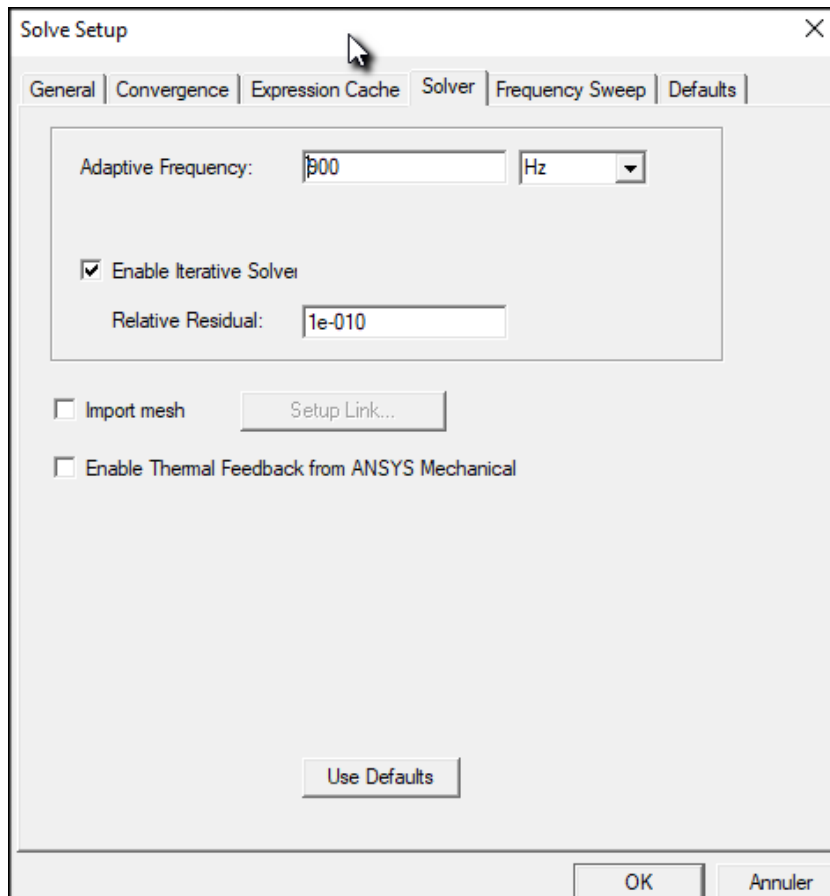 Solve Setup
General Convergence Expression Cache Solver Frequency Sweep Defaults
Adaptive Frequency: 900 Hz
Enable Iterative Solver
Relative Residual: 1e-010
Import mesh Setup Link...
Enable Thermal Feedback from ANSYS Mechanical
Use Defaults
OK Annuler